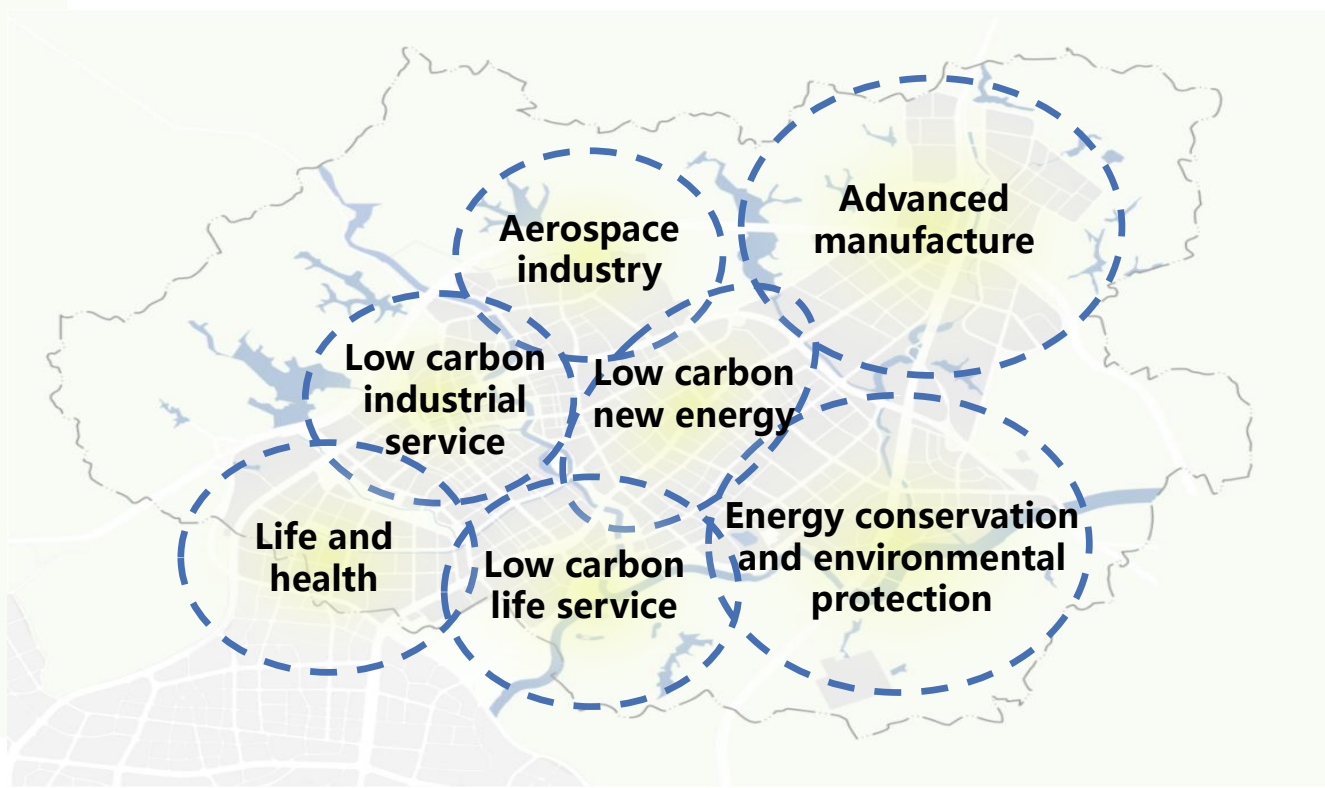 Advanced
manufacture
Aerospace
industry
Low carbon
industrial
service
Low carbon
new energy
Life and
health
Low carbon
life service
Energy conservation
and environmental
protection